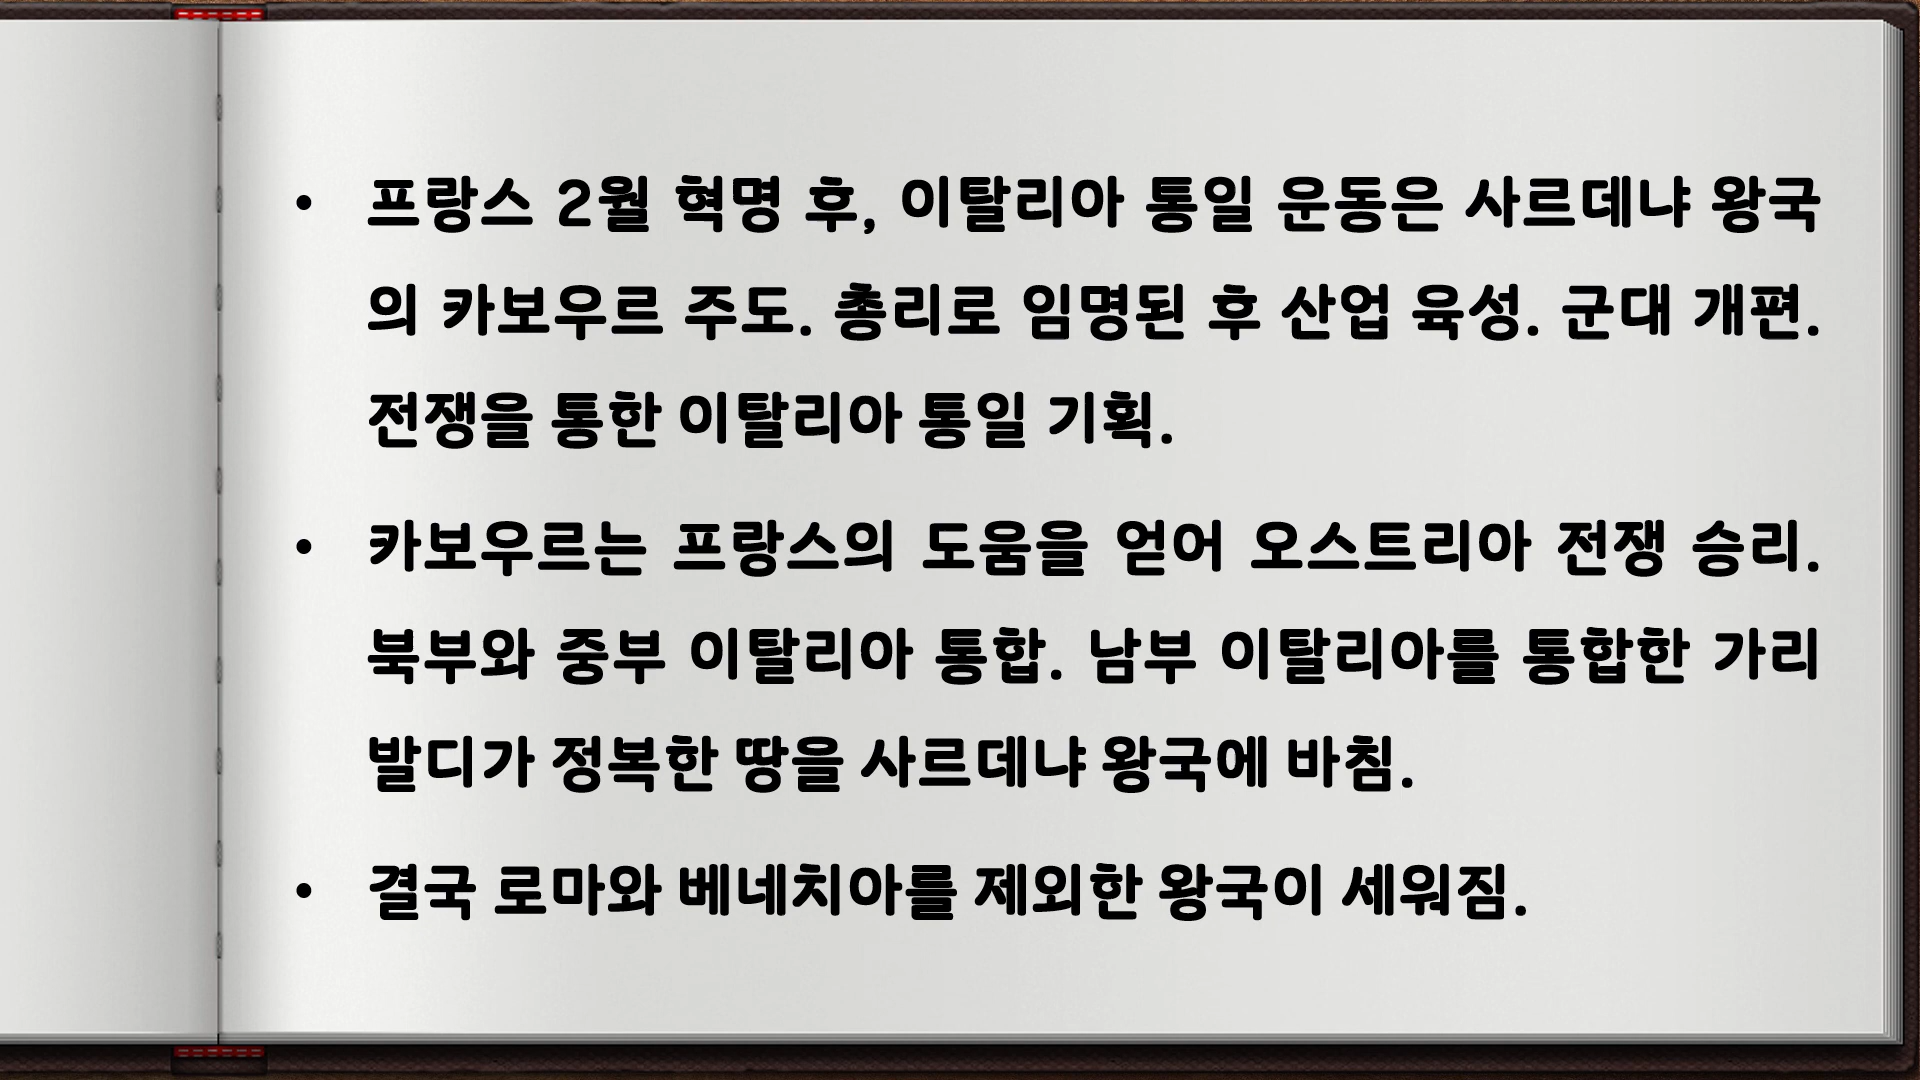 • 프랑스 2월 혁명 후, 이탈리아 통일 운동은 사르데냐 왕국
의 카보우르 주도. 총리로 임명된 후 산업 육성. 군대 개편.
전쟁을 통한 이탈리아 통일 기획.
• 카보우르는 프랑스의 도움을 얻어 오스트리아 전쟁 승리.
북부와 중부 이탈리아 통합. 남부 이탈리아를 통합한 가리
발디가 정복한 땅을 사르데냐 왕국에 바침.
• 결국 로마와 베네치아를 제외한 왕국이 세워짐.